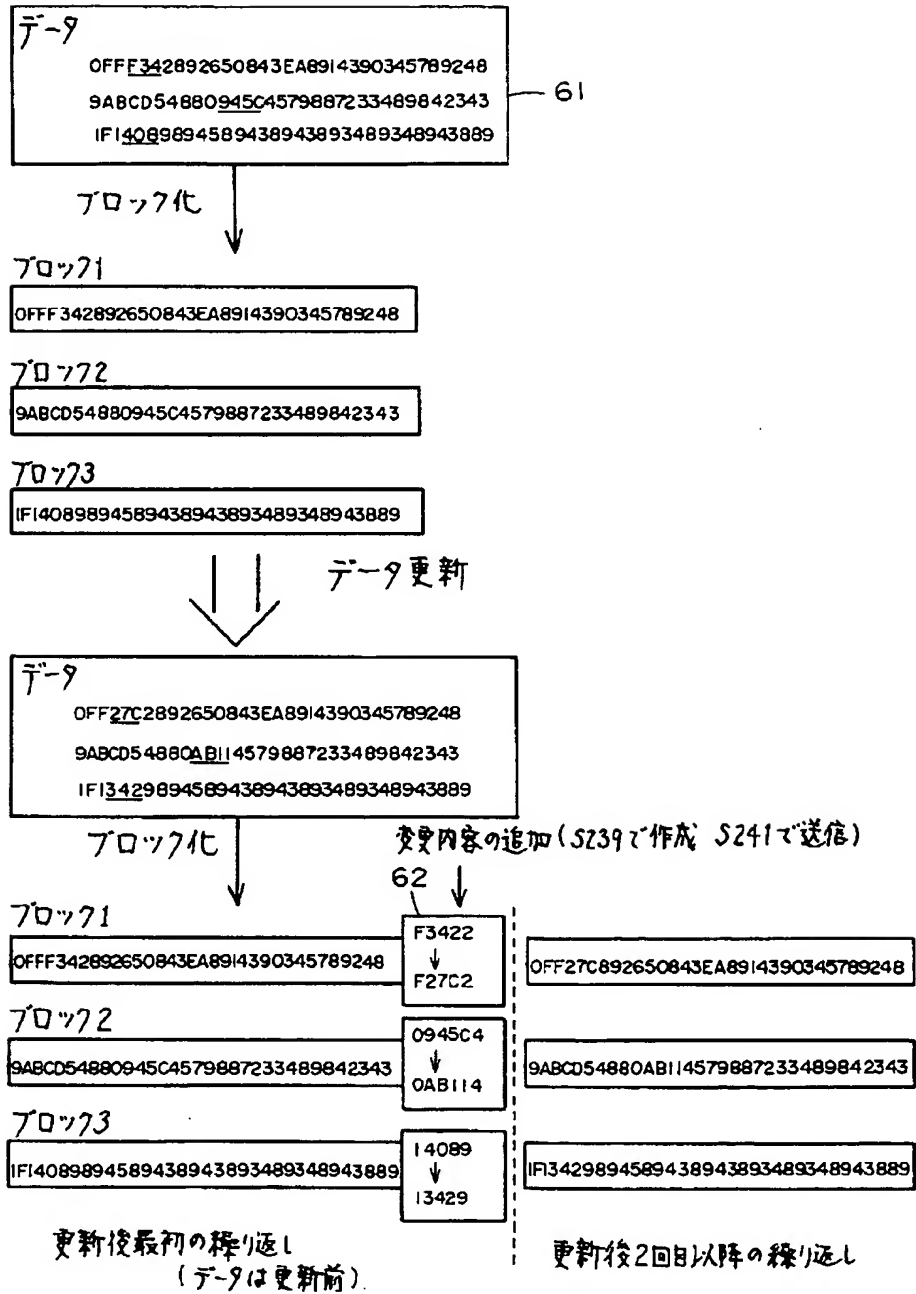 データ
0FFF342892650843EA8914390345789248
9ABCD54880945C45798872334898 42343
1F1408989458943894389348934894 3889
61
ブロック化
ブロック1
0FFF342892650843EA8914390345789248
ブロック2
9ABCD54880945C4579887233489842343
ブロック3
1F14089894589438943893489348943889
データ更新
データ
0FF27C2892650843EA8914390345789248
9ABCD54880AB114579887233489842343
1F13429894589438943893489348943889
ブロック化
変更内容の追加(S239で作成 S241で送信)
62
ブロック1
0FFF342892650843EA8914390345789248
F3422
↓
F27C2
0FF27C892650843EA8914390345789248
ブロック2
9ABCD54880945C4579887233489842343
0945C4
↓
0AB114
9ABCD54880AB114579887233489842343
ブロック3
1F14089894589438943893489348943889
14089
↓
13429
1F13429894589438943893489348943889
更新後最初の繰り返し
(データは更新前)
更新後2回目以降の繰り返し